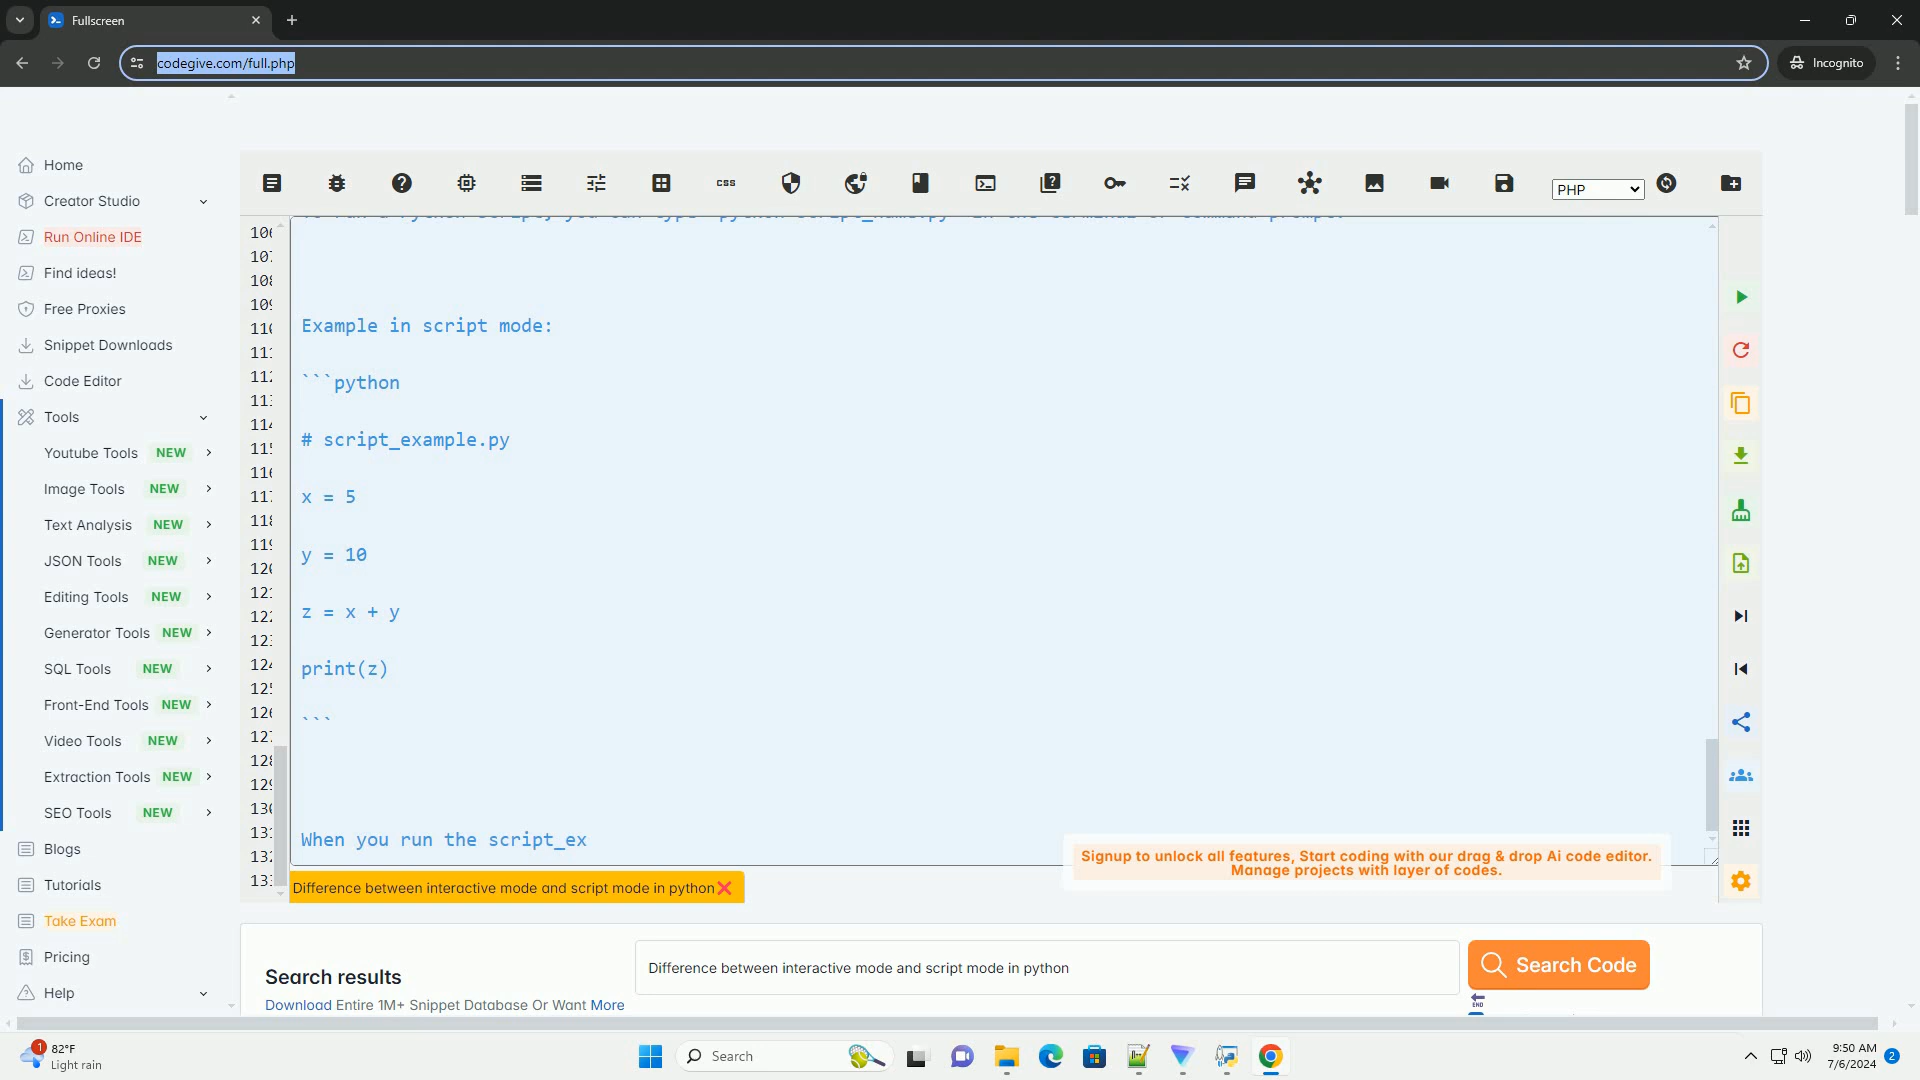 Fullscreen
codegive.com/full.php
Incognito
Home
Creator Studio
Run Online IDE
Find ideas!
Free Proxies
Snippet Downloads
Code Editor
Tools
Youtube Tools NEW
Image Tools NEW
Text Analysis NEW
JSON Tools NEW
Editing Tools NEW
Generator Tools NEW
SQL Tools NEW
Front-End Tools NEW
Video Tools NEW
Extraction Tools NEW
SEO Tools NEW
Blogs
Tutorials
Take Exam
Pricing
Help
css
PHP
Example in script mode:
```python
# script_example.py
x = 5
y = 10
z = x + y
print(z)
```
When you run the script_ex
Signup to unlock all features, Start coding with our drag & drop Ai code editor.
Manage projects with layer of codes.
Difference between interactive mode and script mode in python
Search results
Download Entire 1M+ Snippet Database Or Want More
Difference between interactive mode and script mode in python
Search Code
END
1
82°F
Light rain
Search
9:50 AM
7/6/2024
2